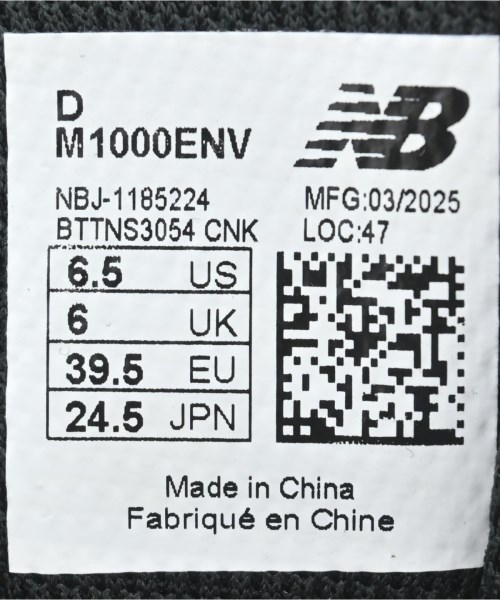 D
M1000ENV
NB
NBJ-1185224
MFG:03/2025
BTTNS3054 CNK
LOC:47
6.5 US
6 UK
39.5 EU
24.5 JPN
Made in China
Fabriqué en Chine